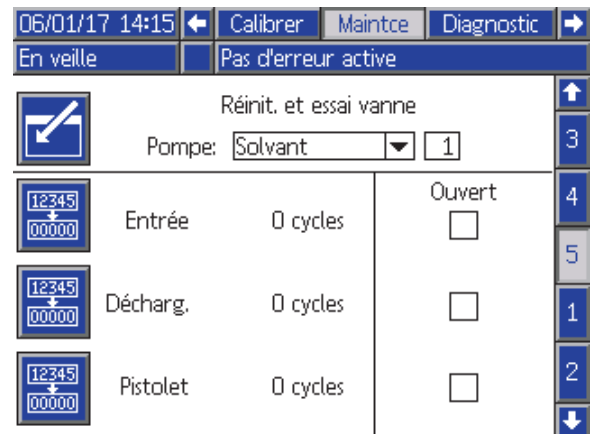 06/01/17 14:15 Calibrer Maintce Diagnostic
En veille Pas d'erreur active
Réinit. et essai vanne
Pompe: Solvant 1
3
Ouvert
4
12345
00000
Entrée 0 cycles
5
12345
00000
Décharg. 0 cycles
1
12345
00000
Pistolet 0 cycles
2